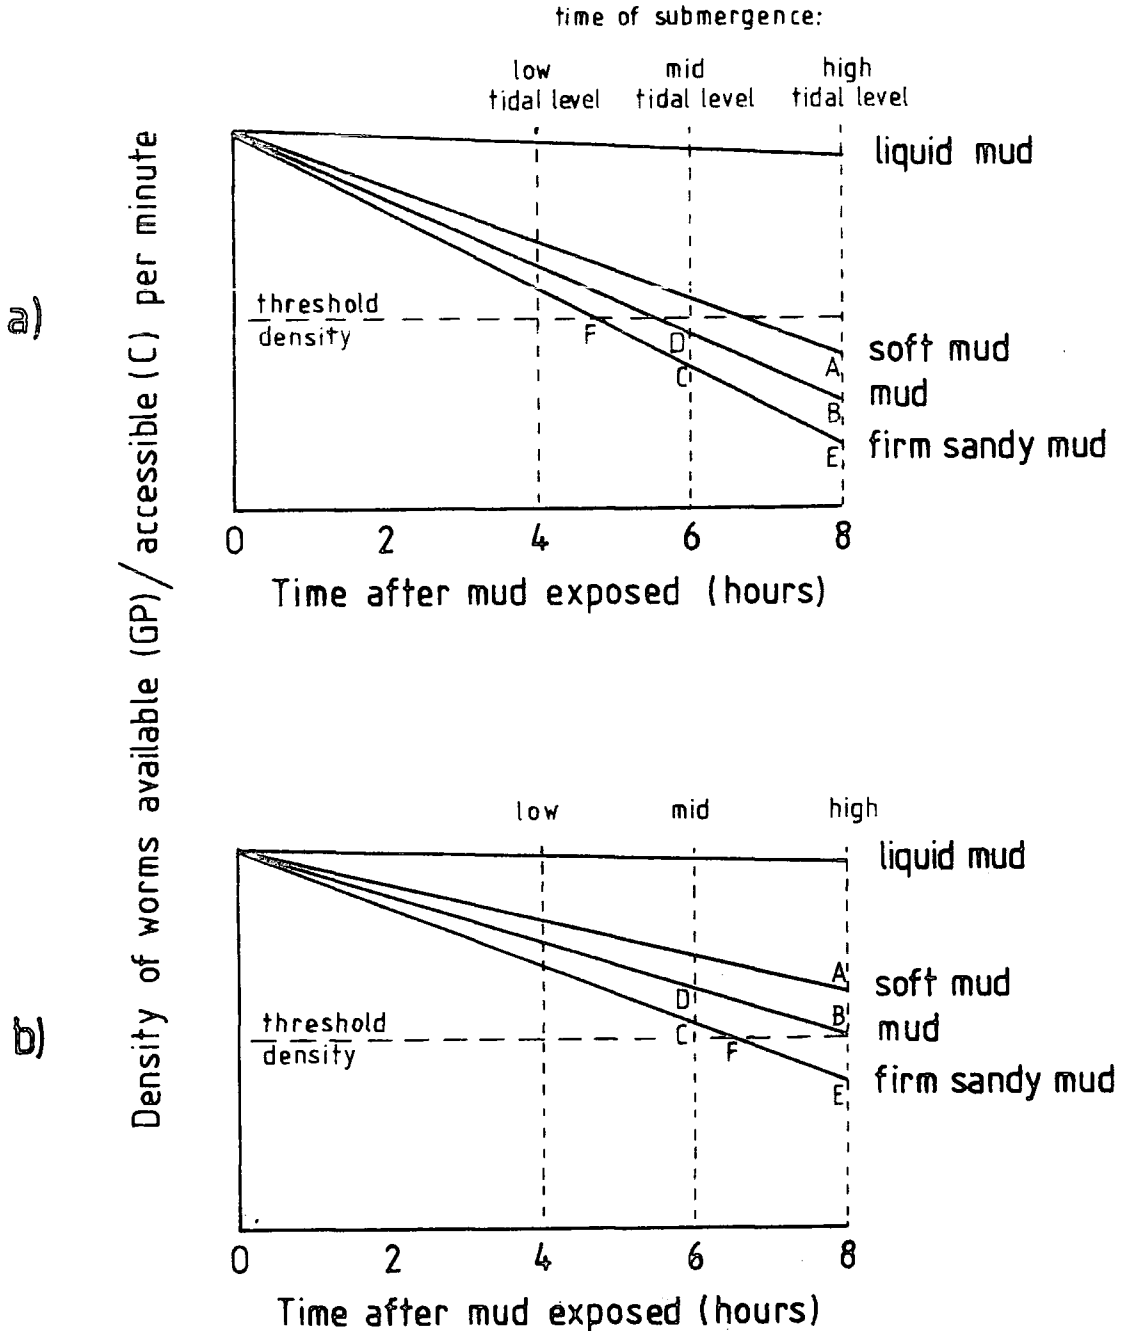 time of submergence:
low mid high
tidal level tidal level tidal level
liquid mud
a)
threshold
density
F D C A B E
soft mud
mud
firm sandy mud
0 2 4 6 8
Time after mud exposed (hours)
Density of worms available (GP)/accessible (C) per minute
low mid high
liquid mud
b)
threshold
density
A D B C F E
soft mud
mud
firm sandy mud
0 2 4 6 8
Time after mud exposed (hours)